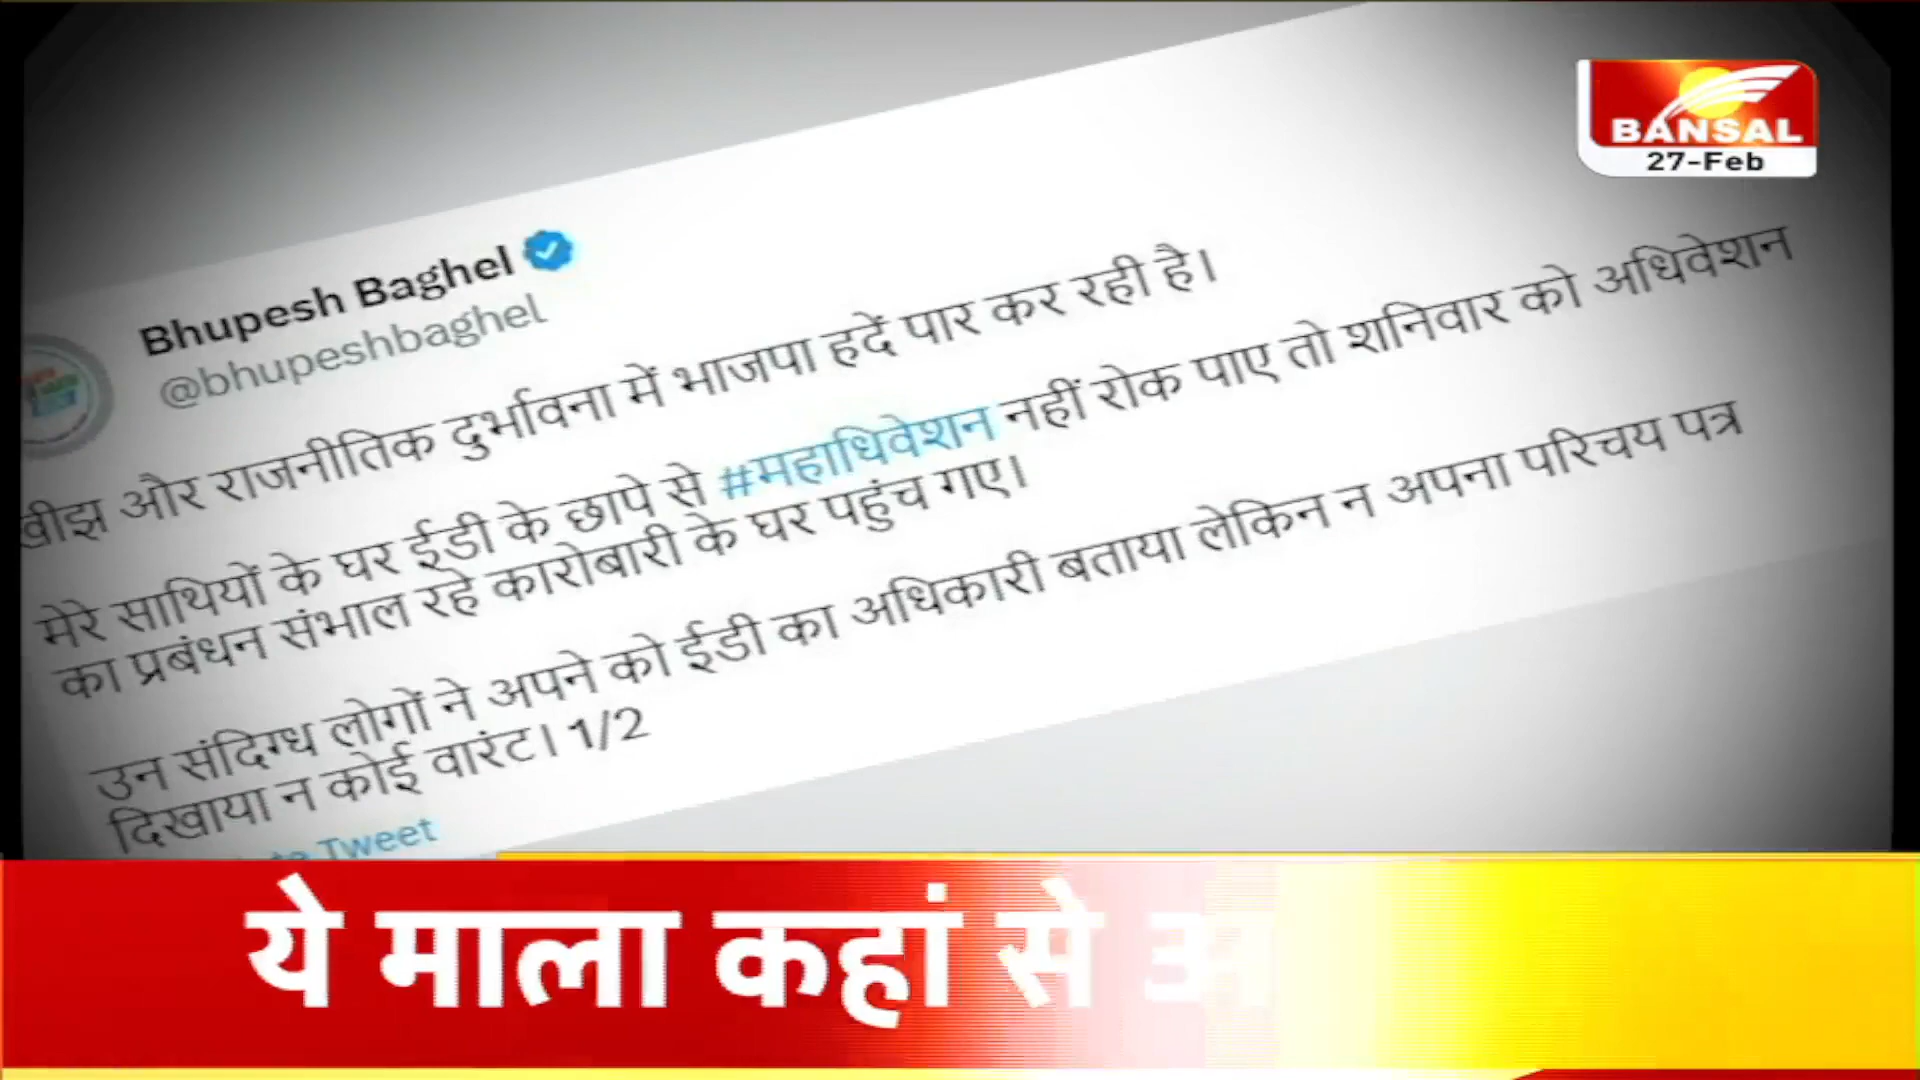 BANSAL
27-Feb
Bhupesh Baghel
@bhupeshbaghel
और राजनीतिक दुर्भावना में भाजपा हदें पार कर रही है।
मेरे साथियों के घर ईडी के छापे से #महाधिवेशन नहीं रोक पाए तो शनिवार को अधिवेशन
का प्रबंधन संभाल रहे कारोबारी के घर पहुंच गए।
उन संदिग्ध लोगों ने अपने को ईडी का अधिकारी बताया लेकिन न अपना परिचय पत्र
दिखाया न कोई वारंट। 1/2
Tweet
ये माला कहां से